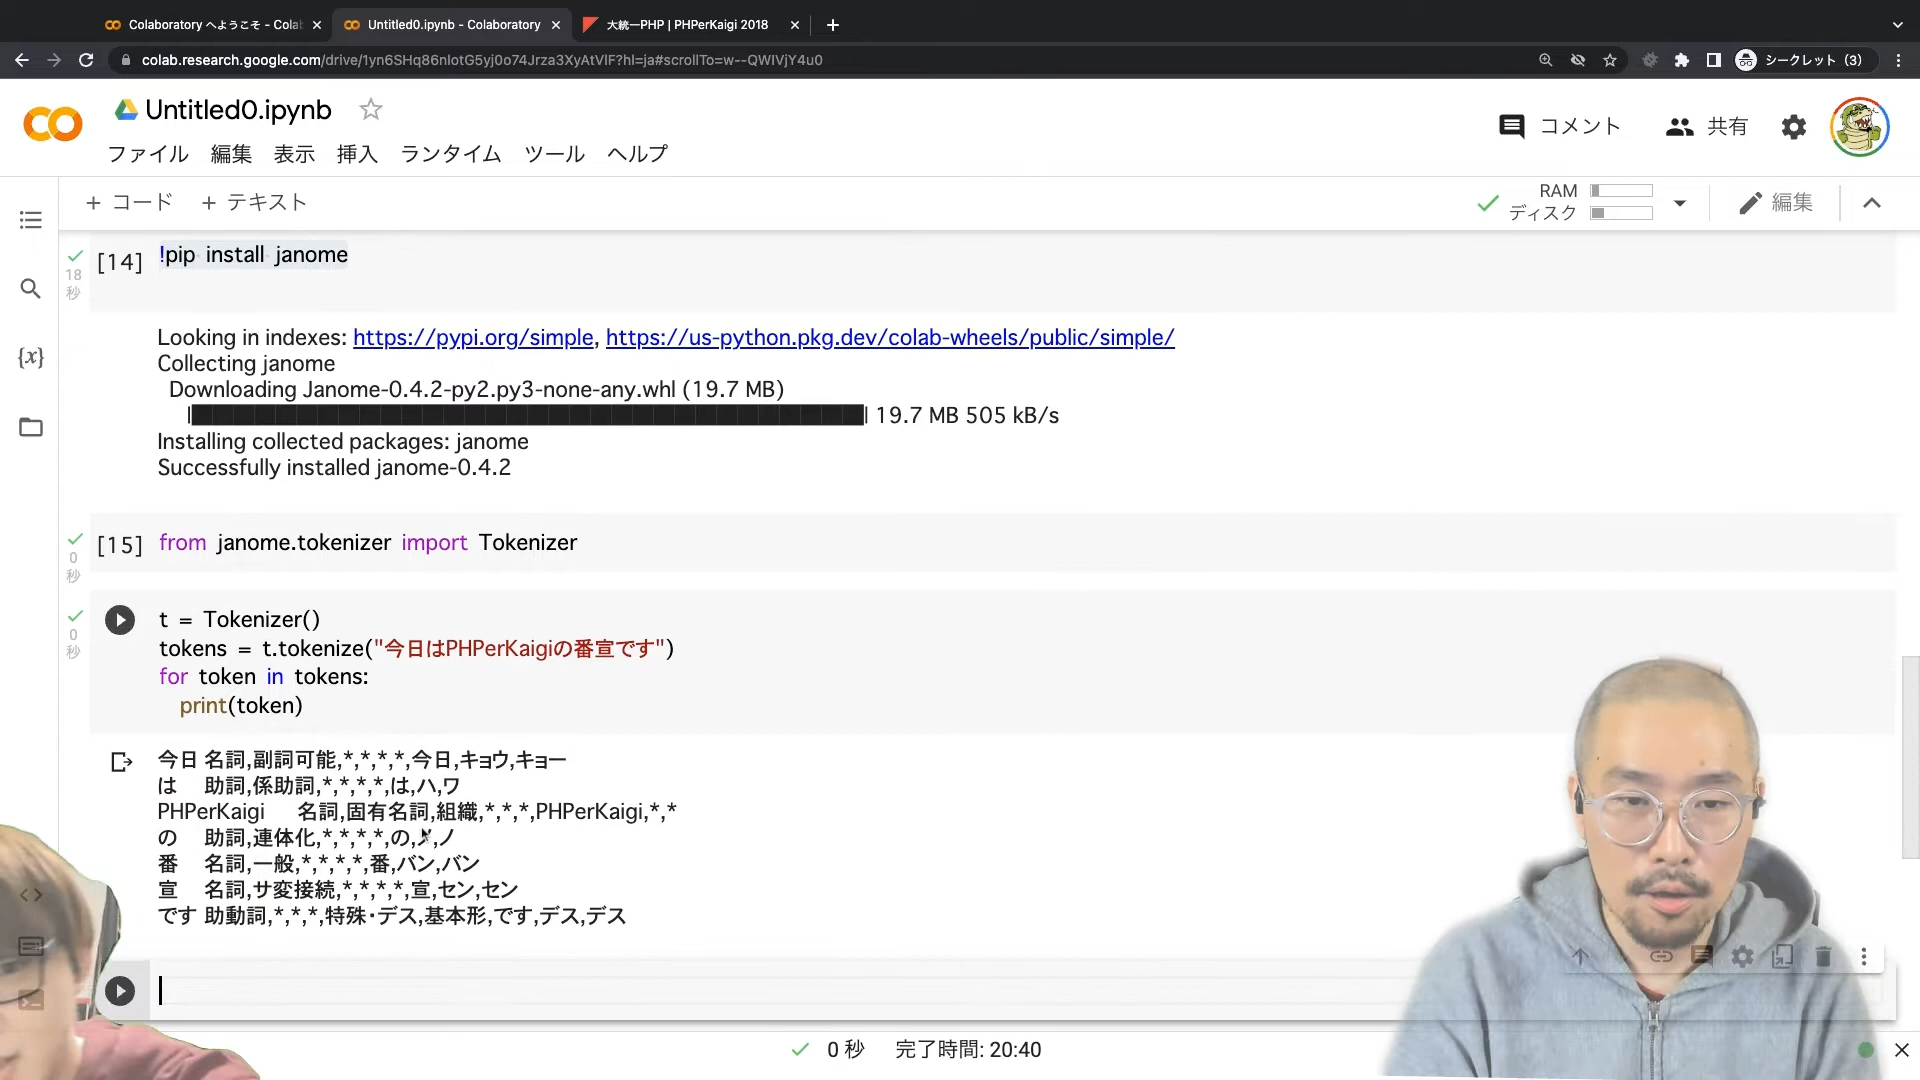 Colaboratory へようこそ - Colab
Untitled0.ipynb - Colaboratory
大統一PHP | PHPerKaigi 2018
シークレット (3)
Untitled0.ipynb
コメント
共有
ファイル 編集 表示 挿入 ランタイム ツール ヘルプ
+ コード + テキスト
RAM
ディスク
編集
[14] !pip install janome
18
秒
Looking in indexes: https://pypi.org/simple, https://us-python.pkg.dev/colab-wheels/public/simple/
Collecting janome
Downloading Janome-0.4.2-py2.py3-none-any.whl (19.7 MB)
| 19.7 MB 505 kB/s
Installing collected packages: janome
Successfully installed janome-0.4.2
[15] from janome.tokenizer import Tokenizer
0
秒
t = Tokenizer()
0
秒
tokens = t.tokenize("今日はPHPerKaigiの番宣です")
for token in tokens:
print(token)
今日 名詞,副詞可能,*,*,*,*,今日,キョウ,キョー
は 助詞,係助詞,*,*,*,*,は,ハ,ワ
PHPerKaigi 名詞,固有名詞,組織,*,*,*,PHPerKaigi,*,*
の 助詞,連体化,*,*,*,*,の,ノ,ノ
番 名詞,一般,*,*,*,*,番,バン,バン
宣 名詞,サ変接続,*,*,*,*,宣,セン,セン
です 助動詞,*,*,*,特殊・デス,基本形,です,デス,デス
0 秒 完了時間: 20:40